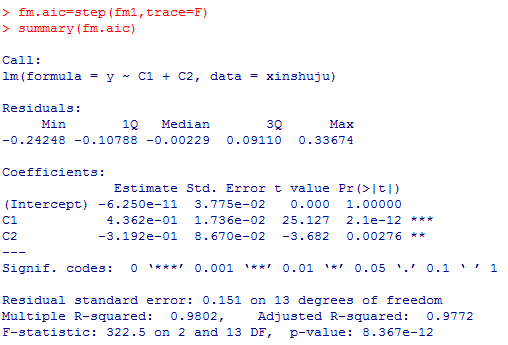 > fm.aic=step(fm1,trace=F)
> summary(fm.aic)
Call:
lm(formula = y ~ C1 + C2, data = xinshuju)
Residuals:
     Min       1Q   Median       3Q      Max
-0.24248 -0.10788 -0.00229  0.09110  0.33674
Coefficients:
              Estimate Std. Error t value Pr(>|t|)
(Intercept) -6.250e-11  3.775e-02   0.000  1.00000
C1           4.362e-01  1.736e-02  25.127  2.1e-12 ***
C2          -3.192e-01  8.670e-02  -3.682  0.00276 **
---
Signif. codes:  0 ‘***’ 0.001 ‘**’ 0.01 ‘*’ 0.05 ‘.’ 0.1 ‘ ’ 1
Residual standard error: 0.151 on 13 degrees of freedom
Multiple R-squared:  0.9802,    Adjusted R-squared:  0.9772
F-statistic: 322.5 on 2 and 13 DF,  p-value: 8.367e-12